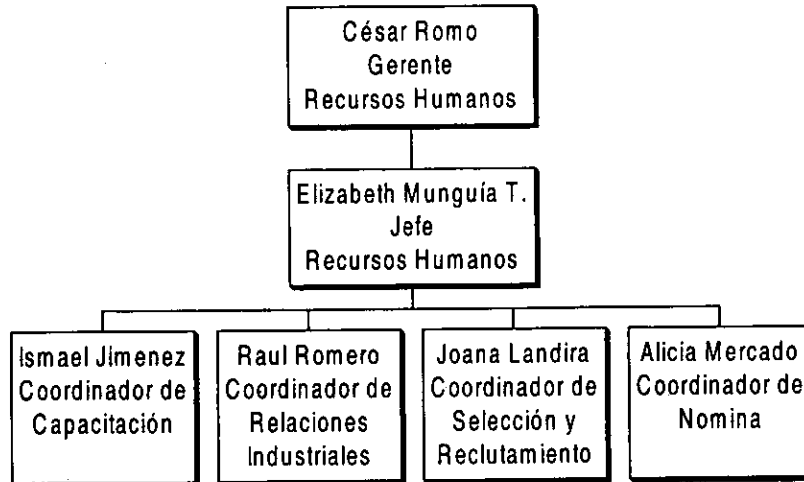 César Romo
Gerente
Recursos Humanos
Elizabeth Munguía T.
Jefe
Recursos Humanos
Ismael Jimenez
Coordinador de
Capacitación
Raul Romero
Coordinador de
Relaciones
Industriales
Joana Landira
Coordinador de
Selección y
Reclutamiento
Alicia Mercado
Coordinador de
Nomina